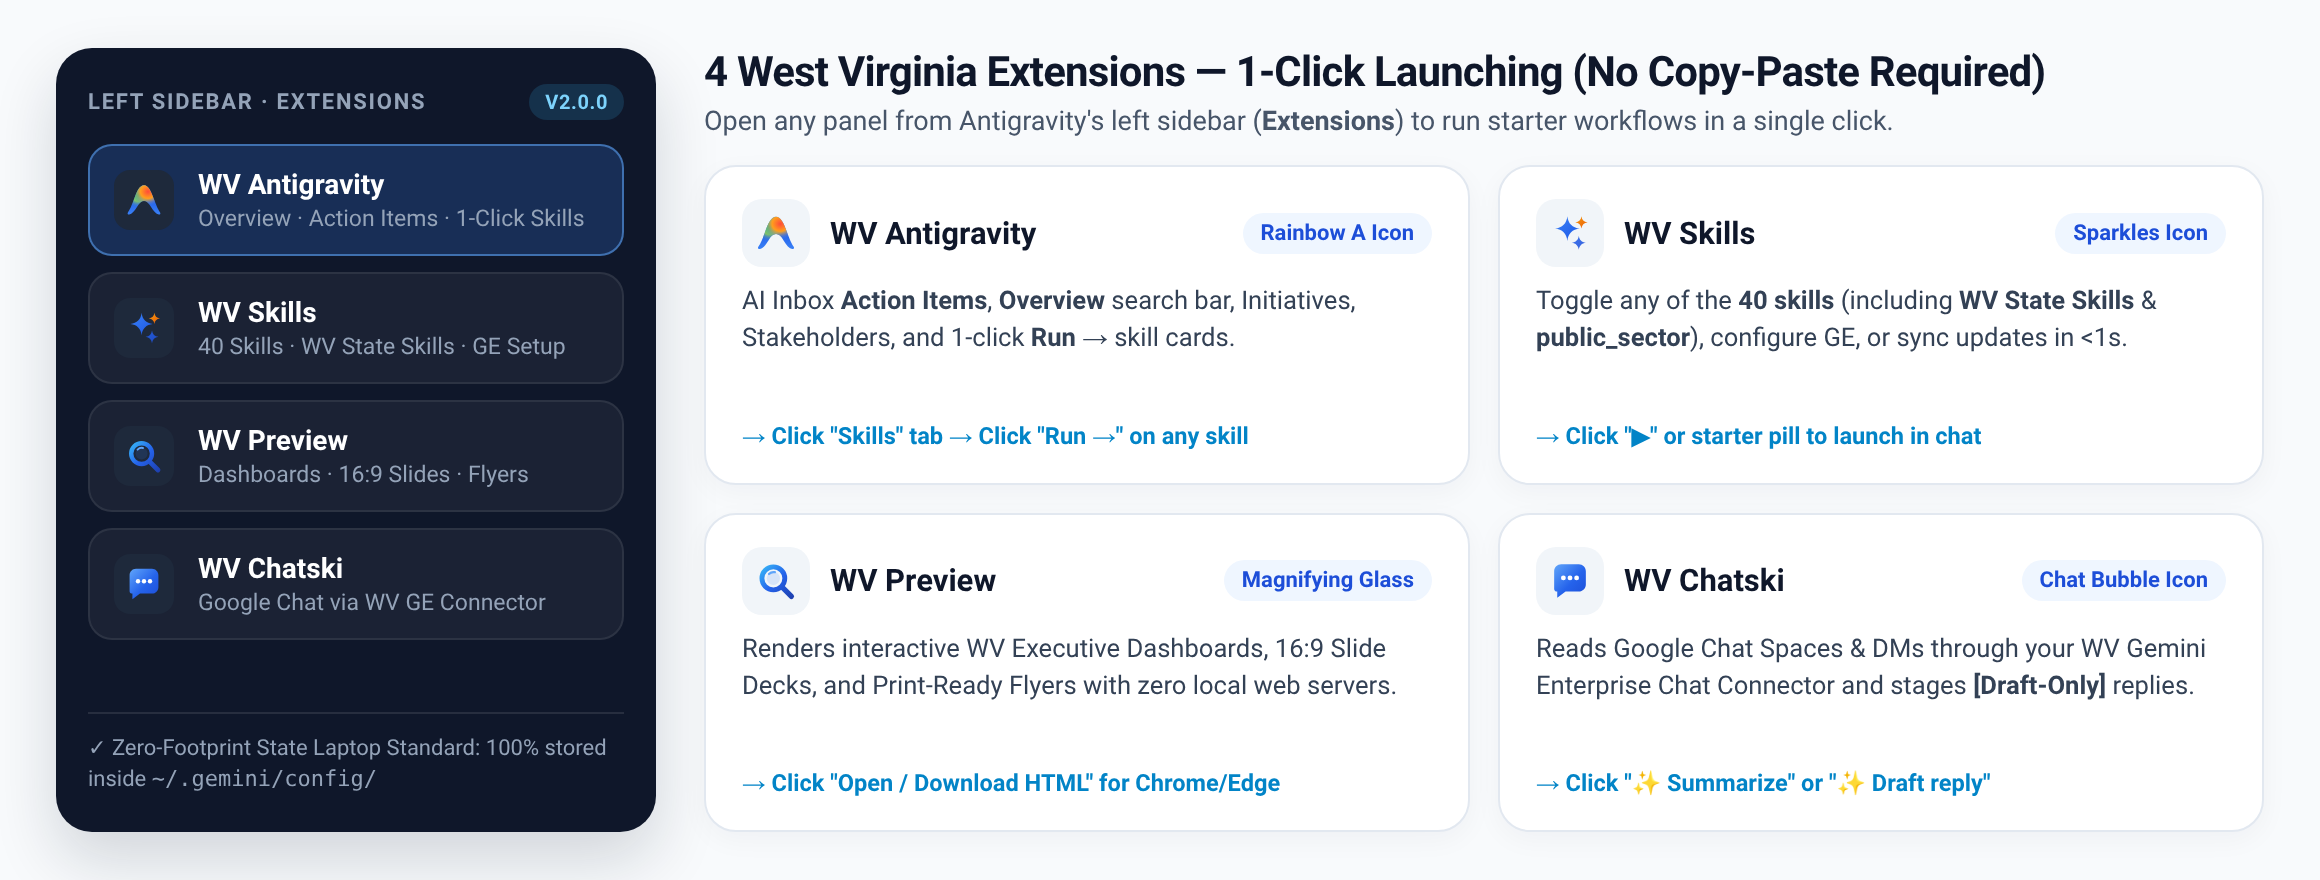 LEFT SIDEBAR · EXTENSIONS
V2.0.0
WV Antigravity
Overview · Action Items · 1-Click Skills
WV Skills
40 Skills · WV State Skills · GE Setup
WV Preview
Dashboards · 16:9 Slides · Flyers
WV Chatski
Google Chat via WV GE Connector
✓ Zero-Footprint State Laptop Standard: 100% stored
inside ~/.gemini/config/
4 West Virginia Extensions — 1-Click Launching (No Copy-Paste Required)
Open any panel from Antigravity's left sidebar (Extensions) to run starter workflows in a single click.
WV Antigravity
Rainbow A Icon
AI Inbox Action Items, Overview search bar, Initiatives,
Stakeholders, and 1-click Run → skill cards.
→ Click "Skills" tab → Click "Run →" on any skill
WV Skills
Sparkles Icon
Toggle any of the 40 skills (including WV State Skills &
public_sector), configure GE, or sync updates in <1s.
→ Click "▶" or starter pill to launch in chat
WV Preview
Magnifying Glass
Renders interactive WV Executive Dashboards, 16:9 Slide
Decks, and Print-Ready Flyers with zero local web servers.
→ Click "Open / Download HTML" for Chrome/Edge
WV Chatski
Chat Bubble Icon
Reads Google Chat Spaces & DMs through your WV Gemini
Enterprise Chat Connector and stages [Draft-Only] replies.
→ Click "✨ Summarize" or "✨ Draft reply"